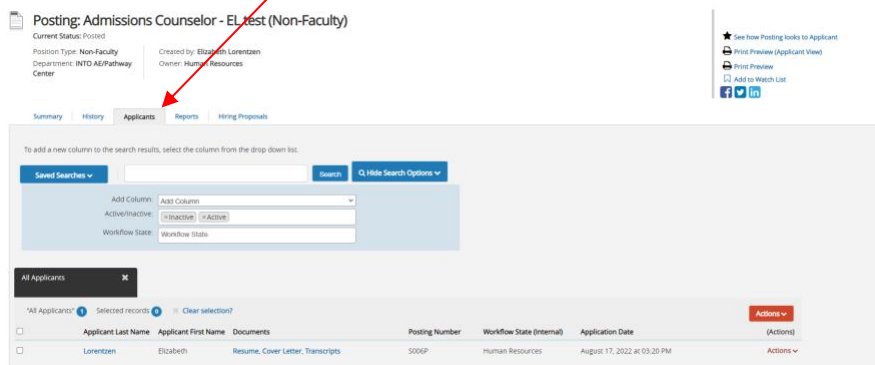 Posting: Admissions Counselor - EL test (Non-Faculty)
Current Status: Posted
Position Type: Non-Faculty
Department: INTO AE/Pathway Center
Created by: Elizabeth Lorentzen
Owner: Human Resources
See how Posting looks to Applicant
Print Preview (Applicant View)
Print Preview
Add to Watch List
Summary History Applicants Reports Hiring Proposals
To add a new column to the search results, select the column from the drop down list.
Saved Searches Search Hide Search Options
Add Column: Add Column
Active/Inactive: ×Inactive ×Active
Workflow State: Workflow State
All Applicants ×
"All Applicants" 1 Selected records 0 × Clear selection?
Actions
Applicant Last Name Applicant First Name Documents Posting Number Workflow State (Internal) Application Date (Actions)
Lorentzen Elizabeth Resume, Cover Letter, Transcripts S006P Human Resources August 17, 2022 at 03:20 PM Actions